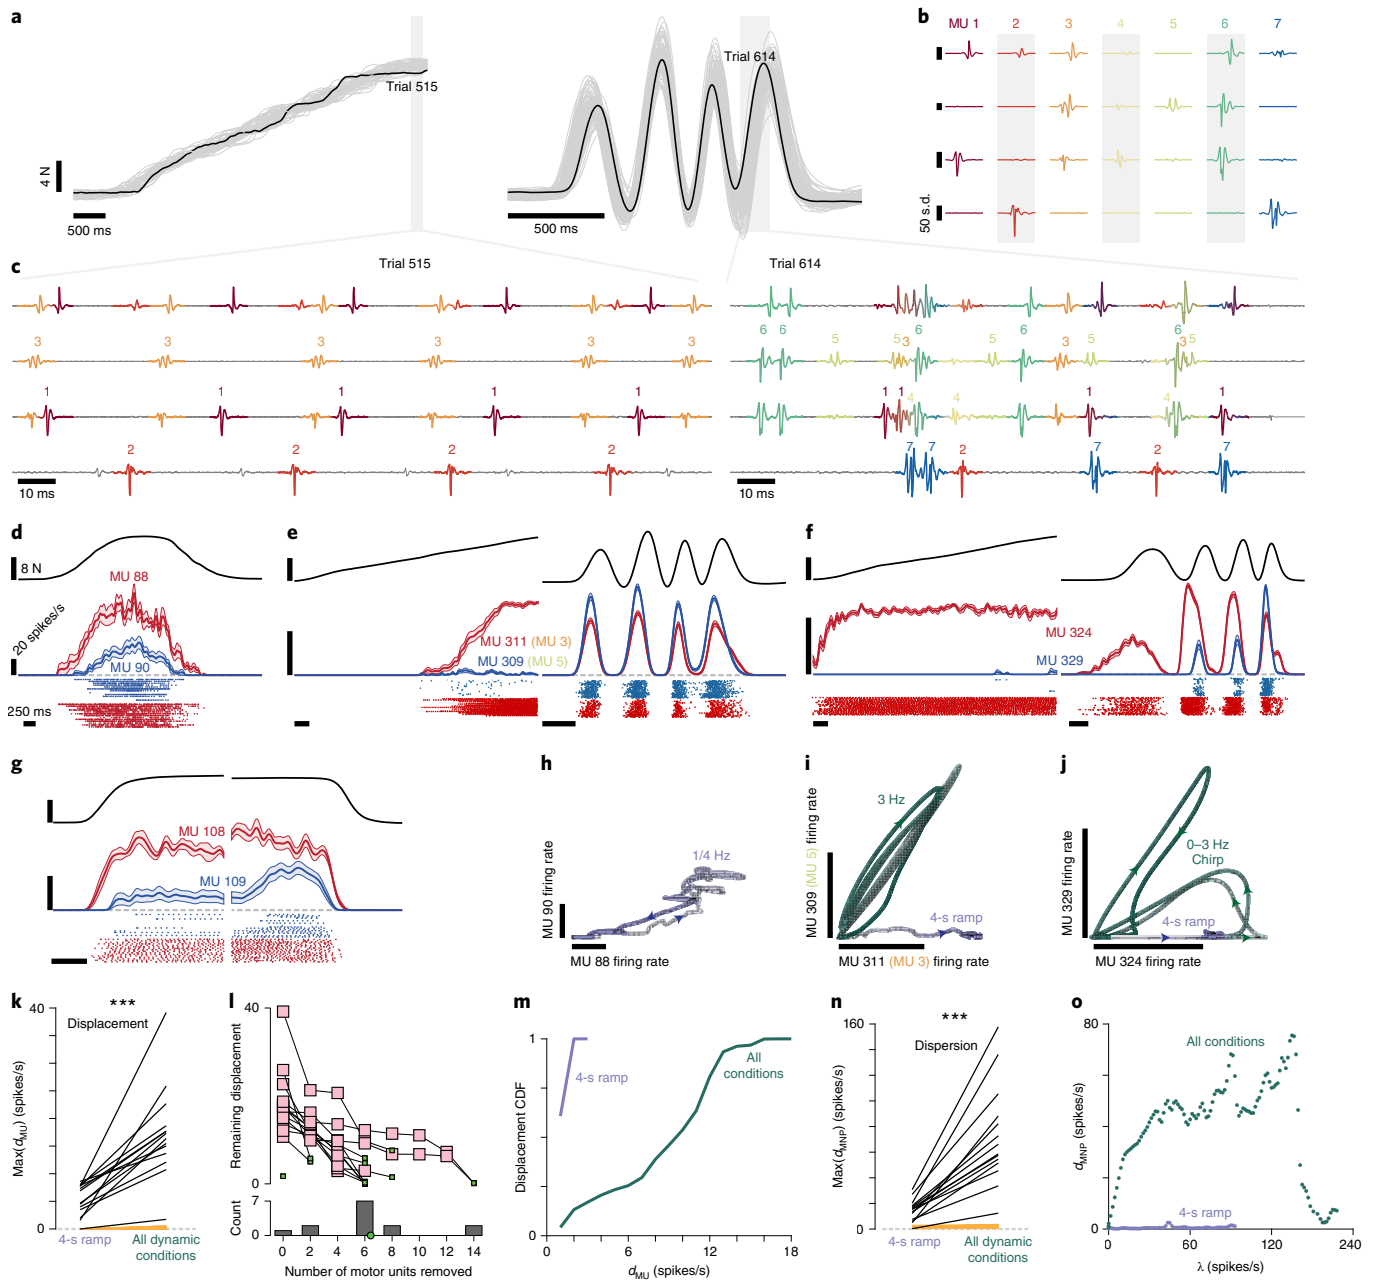 a
Trial 515
4 N
500 ms
Trial 614
500 ms
b
MU 1 2 3 4 5 6 7
50 s.d.
c
Trial 515
3 3 3 3 3 3
1 1 1 1 1
2 2 2 2
10 ms
Trial 614
6 6 5 5 3 6 5 6 3 5 6 3 5
1 1 4 4 1 4 1
7 7 2 7 2 7
10 ms
d
8 N
MU 88
20 spikes/s
MU 90
250 ms
e
MU 311 (MU 3)
MU 309 (MU 5)
f
MU 324
MU 329
g
MU 108
MU 109
h
1/4 Hz
MU 90 firing rate
MU 88 firing rate
i
3 Hz
4-s ramp
MU 309 (MU 5) firing rate
MU 311 (MU 3) firing rate
j
0–3 Hz
Chirp
4-s ramp
MU 329 firing rate
MU 324 firing rate
k
***
Displacement
40
0
Max(dMU) (spikes/s)
4-s ramp
All dynamic
conditions
l
40
0
Remaining displacement
7
0
Count
0 2 4 6 8 10 12 14
Number of motor units removed
m
1
0
Displacement CDF
4-s ramp
All
conditions
0 6 12 18
dMU (spikes/s)
n
***
Dispersion
160
0
Max(dMNP) (spikes/s)
4-s ramp
All dynamic
conditions
o
80
0
dMNP (spikes/s)
All conditions
4-s ramp
0 60 120 240
λ (spikes/s)